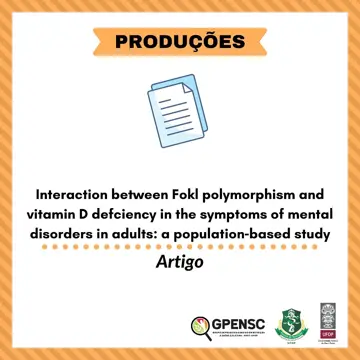 PRODUÇÕES
Interaction between FokI polymorphism and
vitamin D defciency in the symptoms of mental
disorders in adults: a population-based study
Artigo
GPENSC
UFOP